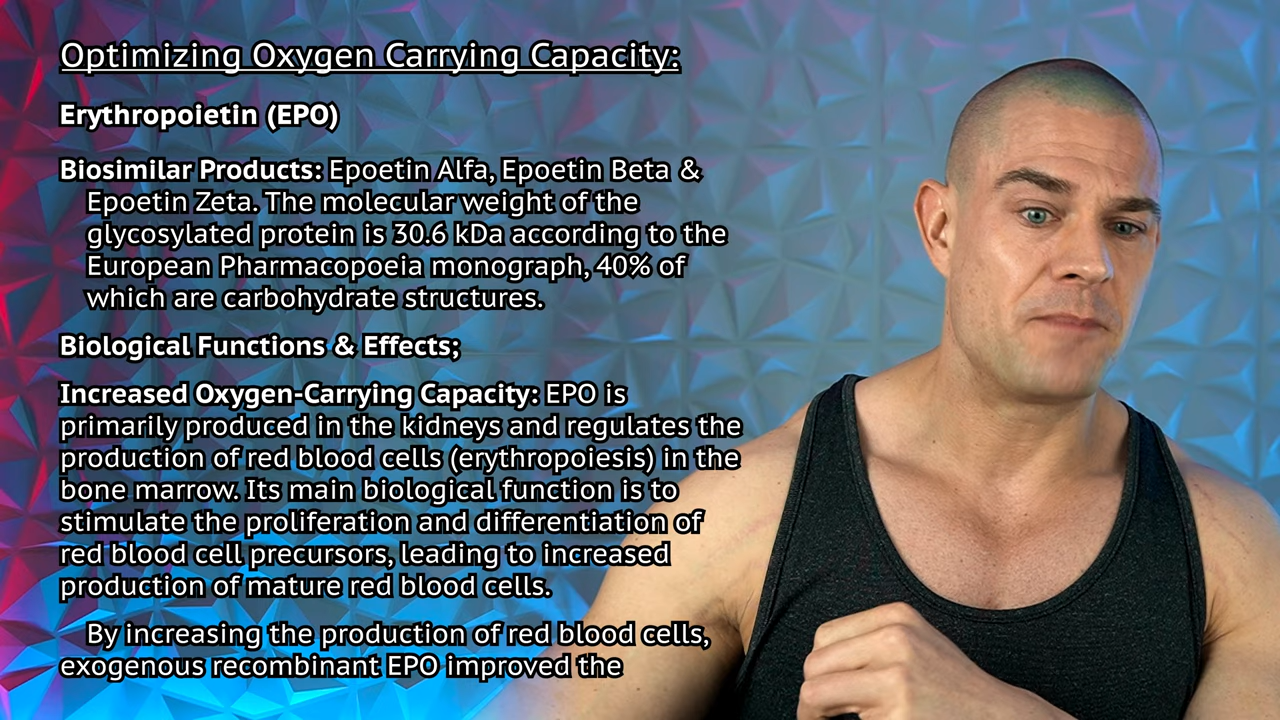 Optimizing Oxygen Carrying Capacity:
Erythropoietin (EPO)
Biosimilar Products: Epoetin Alfa, Epoetin Beta &
Epoetin Zeta. The molecular weight of the
glycosylated protein is 30.6 kDa according to the
European Pharmacopoeia monograph, 40% of
which are carbohydrate structures.
Biological Functions & Effects;
Increased Oxygen-Carrying Capacity: EPO is
primarily produced in the kidneys and regulates the
production of red blood cells (erythropoiesis) in the
bone marrow. Its main biological function is to
stimulate the proliferation and differentiation of
red blood cell precursors, leading to increased
production of mature red blood cells.
By increasing the production of red blood cells,
exogenous recombinant EPO improved the